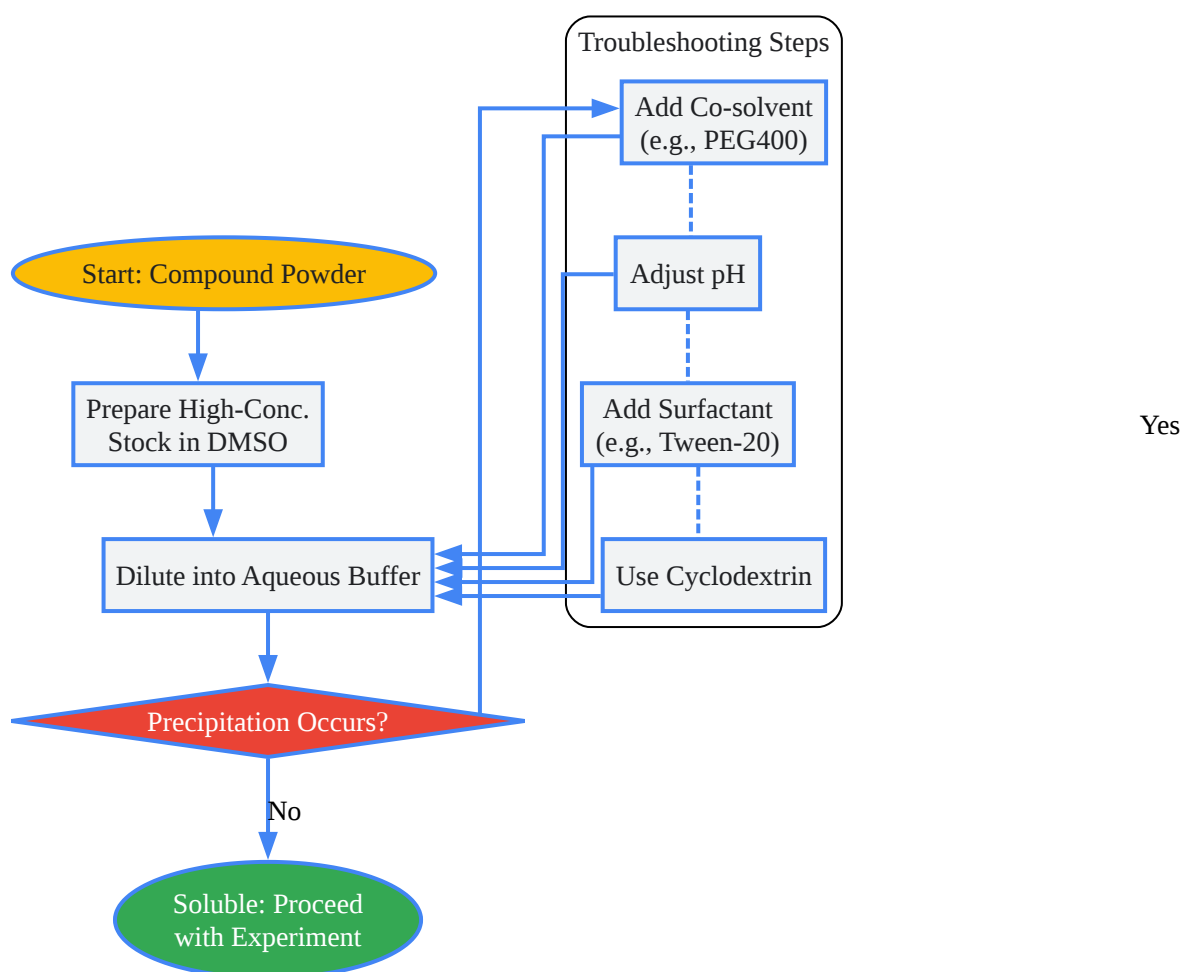 Troubleshooting Steps
Add Co-solvent
(e.g., PEG400)
Start: Compound Powder
Adjust pH
Prepare High-Conc.
Stock in DMSO
Add Surfactant
(e.g., Tween-20)
Yes
Dilute into Aqueous Buffer
Use Cyclodextrin
Precipitation Occurs?
No
Soluble: Proceed
with Experiment